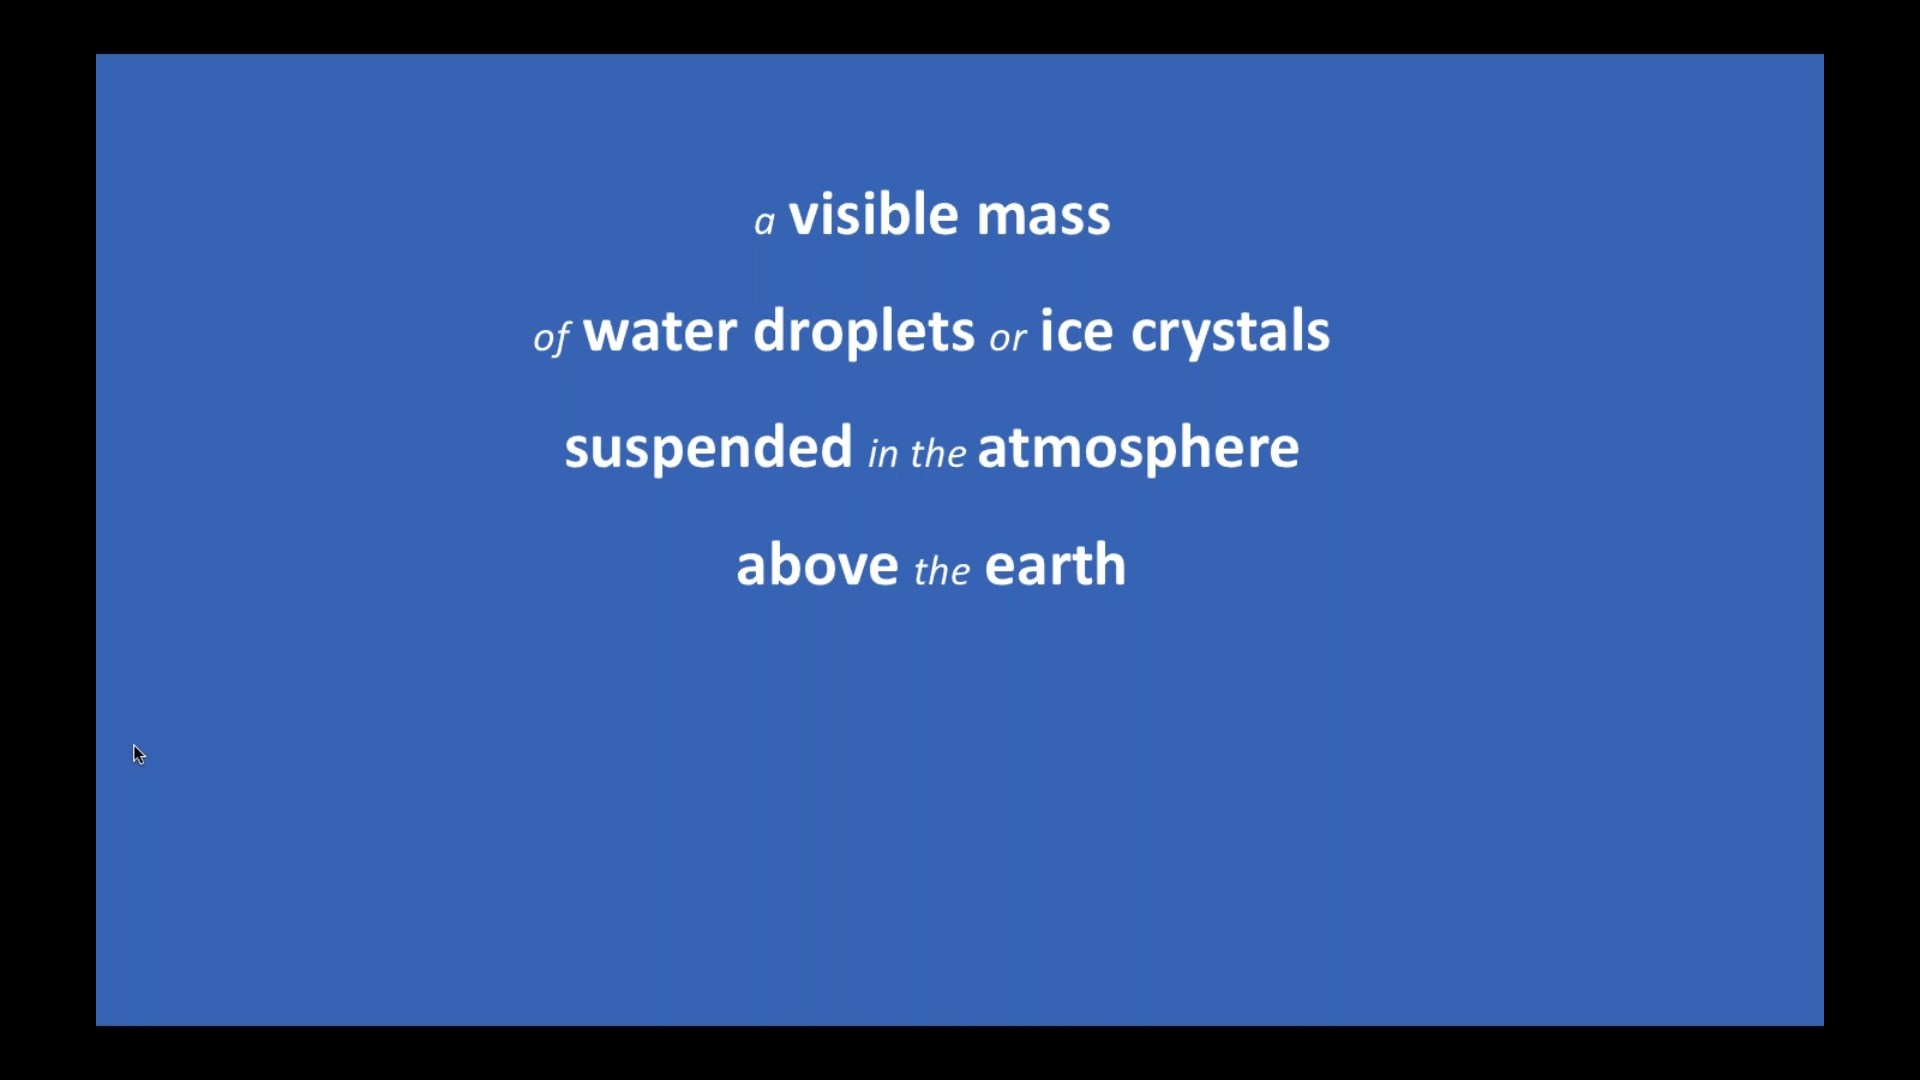 a visible mass
of water droplets or ice crystals
suspended in the atmosphere
above the earth